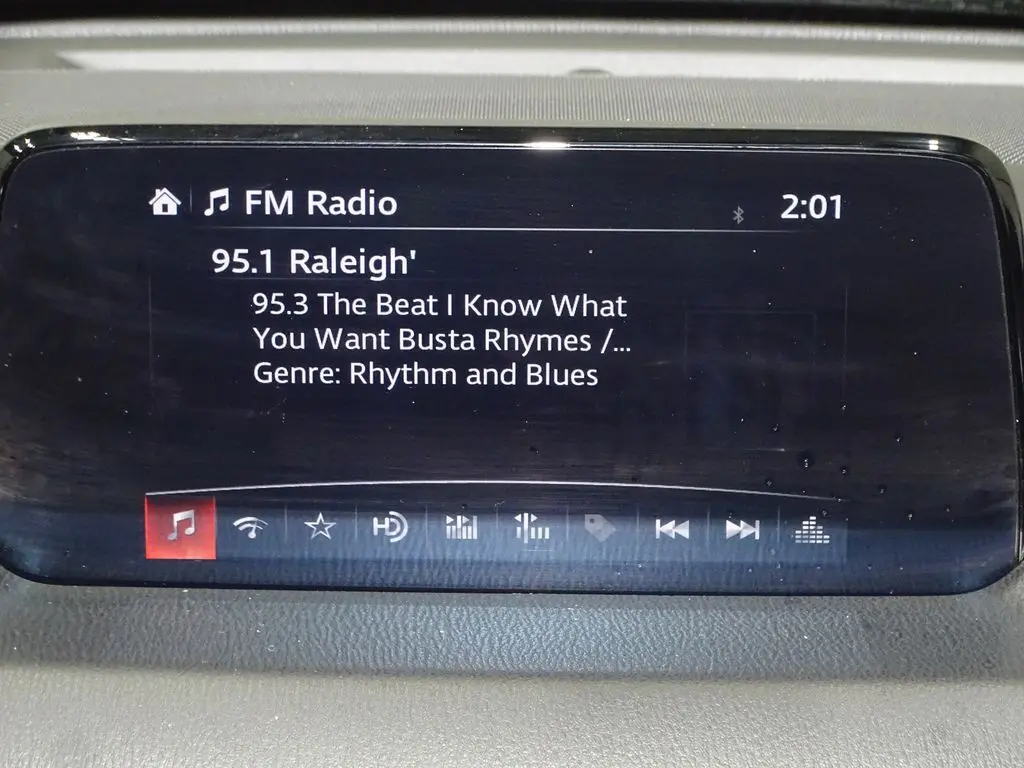 FM Radio
2:01
95.1 Raleigh'
95.3 The Beat I Know What
You Want Busta Rhymes /...
Genre: Rhythm and Blues
HD